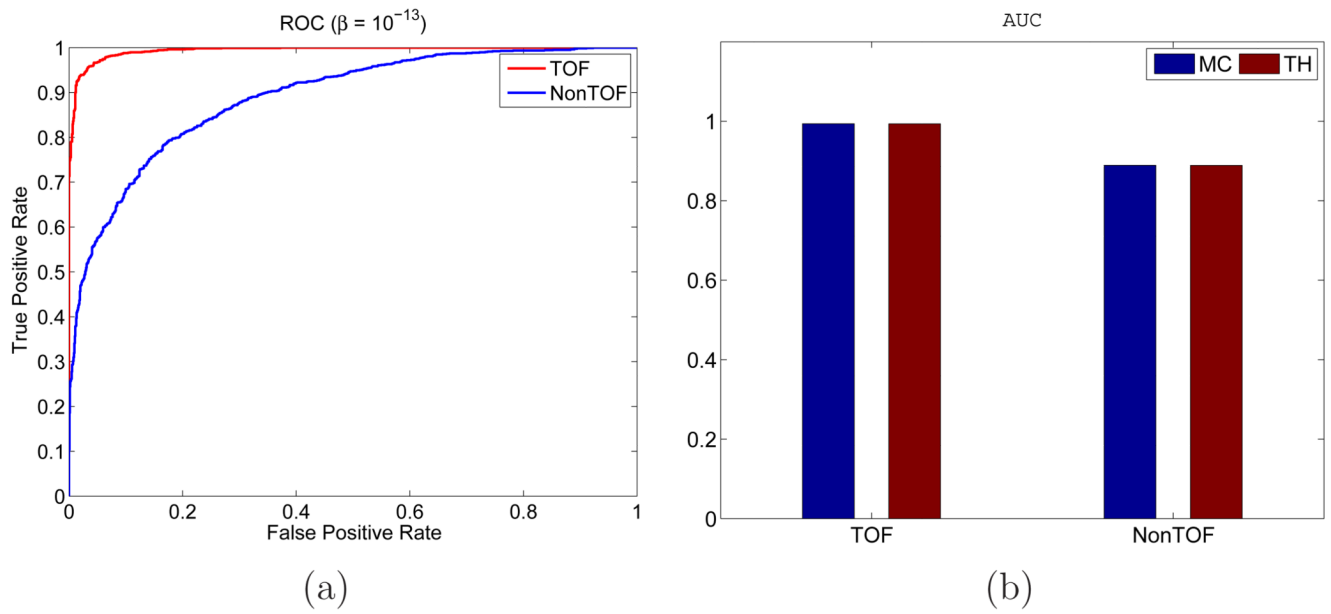 ROC (β = 10⁻¹³)
TOF
NonTOF
True Positive Rate
1
0.9
0.8
0.7
0.6
0.5
0.4
0.3
0.2
0.1
0
0 0.2 0.4 0.6 0.8 1
False Positive Rate
(a)
AUC
MC TH
1
0.8
0.6
0.4
0.2
0
TOF NonTOF
(b)